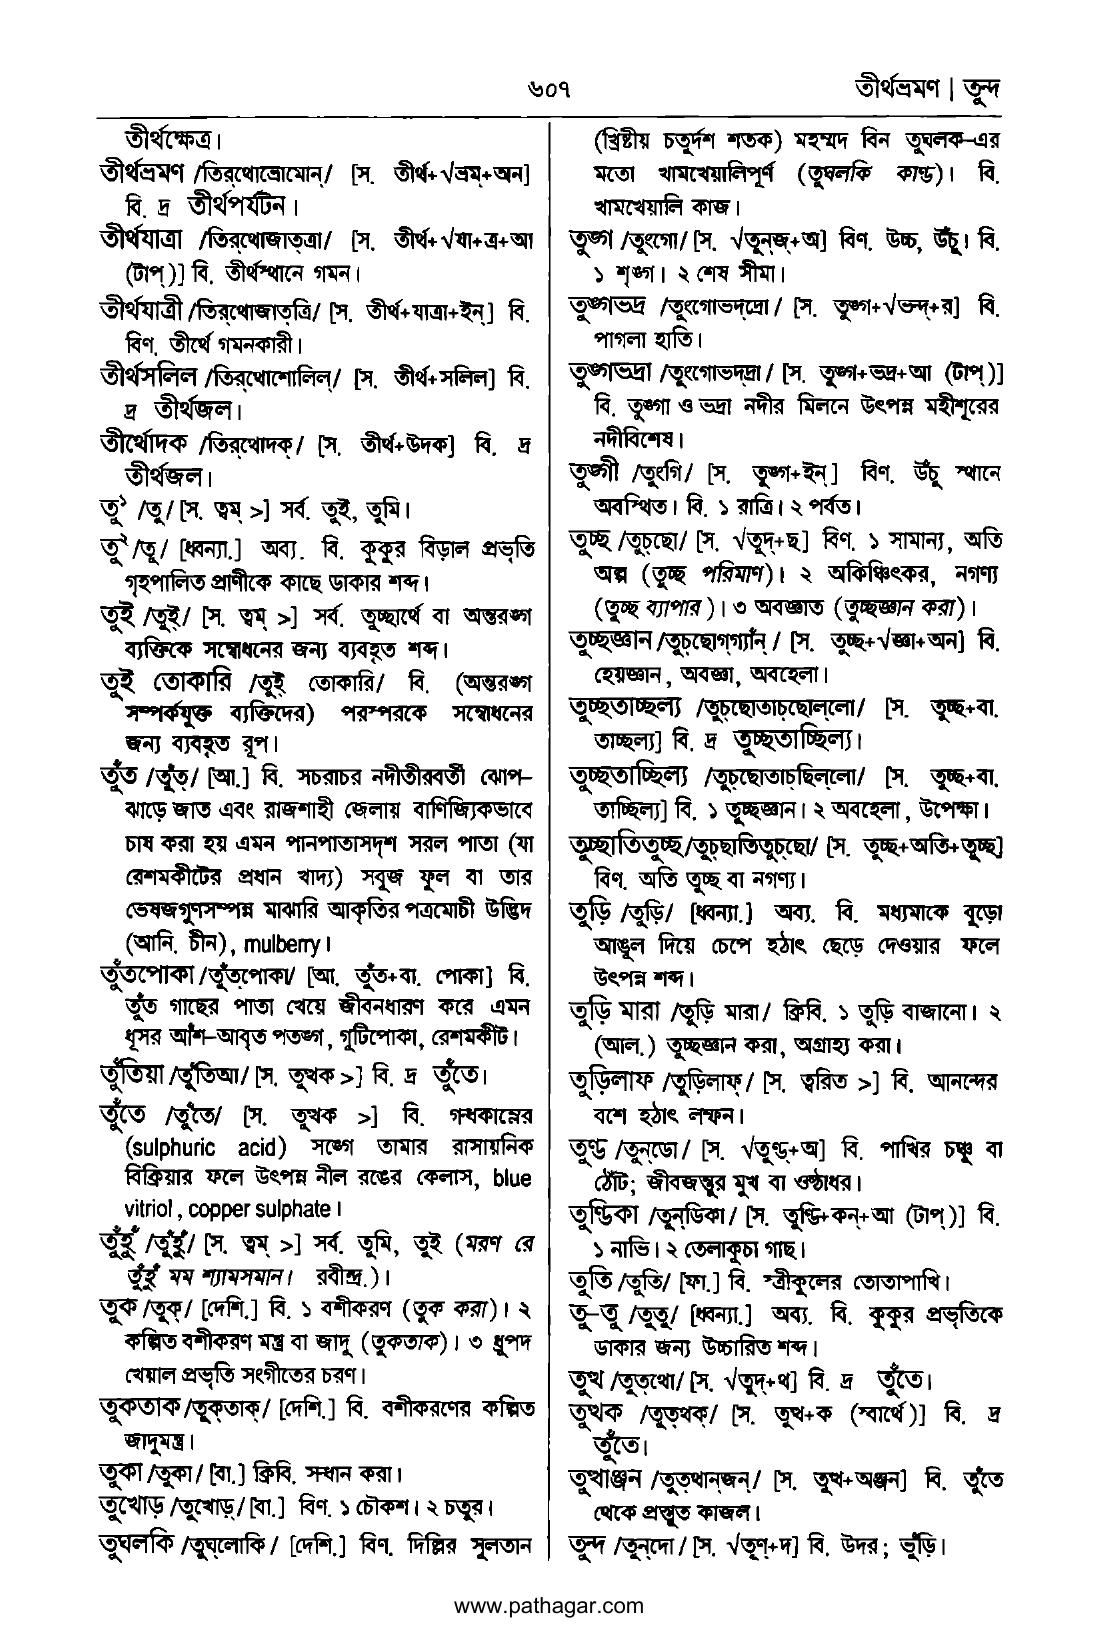 ৬০৭
তীর্থভ্রমণ | তুন্দ
তীর্থক্ষেত্র।
তীর্থভ্রমণ /তির্‌থোভ্রোমোন্‌/ [স. তীর্থ+√ভ্রম্‌+অন]
বি. দ্র তীর্থপর্যটন।
তীর্থযাত্রা /তির্‌থোজাত্‌ত্রা/ [স. তীর্থ+√যা+ত্র+আ
(টাপ্‌)] বি. তীর্থস্থানে গমন।
তীর্থযাত্রী /তির্‌থোজাত্‌ত্রি/ [স. তীর্থ+যাত্রা+ইন্‌] বি.
বিণ. তীর্থে গমনকারী।
তীর্থসলিল /তির্‌থোশোলিল্‌/ [স. তীর্থ+সলিল] বি.
দ্র তীর্থজল।
তীর্থোদক /তির্‌থোদক্‌/ [স. তীর্থ+উদক] বি. দ্র
তীর্থজল।
তু১ /তু/ [স. ত্বম্‌ >] সর্ব. তুই, তুমি।
তু২ /তু/ [ধ্বন্যা.] অব্য. বি. কুকুর বিড়াল প্রভৃতি
গৃহপালিত প্রাণীকে কাছে ডাকার শব্দ।
তুই /তুই্‌/ [স. ত্বম্‌ >] সর্ব. তুচ্ছার্থে বা অন্তরঙ্গ
ব্যক্তিকে সম্বোধনের জন্য ব্যবহৃত শব্দ।
তুই তোকারি /তুই্‌ তোকারি/ বি. (অন্তরঙ্গ
সম্পর্কযুক্ত ব্যক্তিদের) পরস্পরকে সম্বোধনের
জন্য ব্যবহৃত রূপ।
তুঁত /তুঁত্‌/ [আ.] বি. সচরাচর নদীতীরবর্তী ঝোপ-
ঝাড়ে জাত এবং রাজশাহী জেলায় বাণিজ্যিকভাবে
চাষ করা হয় এমন পানপাতাসদৃশ সরল পাতা (যা
রেশমকীটের প্রধান খাদ্য) সবুজ ফুল বা তার
ভেষজগুণসম্পন্ন মাঝারি আকৃতির পত্রমোচী উদ্ভিদ
(আনি. চীন), mulberry।
তুঁতপোকা /তুঁত্‌পোকা/ [আ. তুঁত+বা. পোকা] বি.
তুঁত গাছের পাতা খেয়ে জীবনধারণ করে এমন
ধূসর আঁশ-আবৃত পতঙ্গ, গুটিপোকা, রেশমকীট।
তুঁতিয়া /তুঁতিআ/ [স. তুত্থক >] বি. দ্র তুঁতে।
তুঁতে /তুঁতে/ [স. তুত্থক >] বি. গন্ধকাম্লের
(sulphuric acid) সঙ্গে তামার রাসায়নিক
বিক্রিয়ার ফলে উৎপন্ন নীল রঙের কেলাস, blue
vitriol, copper sulphate।
তুঁহুঁ /তুঁহুঁ/ [স. ত্বম্‌ >] সর্ব. তুমি, তুই (মরণ রে
তুঁহুঁ মম শ্যামসমান। রবীন্দ্র.)।
তুক /তুক্‌/ [দেশি.] বি. ১ বশীকরণ (তুক করা)। ২
কল্পিত বশীকরণ মন্ত্র বা জাদু (তুকতাক)। ৩ ধ্রুপদ
খেয়াল প্রভৃতি সংগীতের চরণ।
তুকতাক /তুক্‌তাক্‌/ [দেশি.] বি. বশীকরণের কল্পিত
জাদুমন্ত্র।
তুকা /তুকা/ [বা.] ক্রিবি. সন্ধান করা।
তুখোড় /তুখোড়্‌/ [বা.] বিণ. ১ চৌকশ। ২ চতুর।
তুঘলকি /তুঘ্‌লোকি/ [দেশি.] বিণ. দিল্লির সুলতান
(খ্রিষ্টীয় চতুর্দশ শতক) মহম্মদ বিন তুঘলক-এর
মতো খামখেয়ালিপূর্ণ (তুঘলকি কাণ্ড)। বি.
খামখেয়ালি কাজ।
তুঙ্গ /তুংগো/ [স. √তুন্‌জ্‌+অ] বিণ. উচ্চ, উঁচু। বি.
১ শৃঙ্গ। ২ শেষ সীমা।
তুঙ্গভদ্র /তুংগোভদ্‌দ্রো/ [স. তুঙ্গ+√ভন্দ্‌+র] বি.
পাগলা হাতি।
তুঙ্গভদ্রা /তুংগোভদ্‌দ্রা/ [স. তুঙ্গ+ভদ্র+আ (টাপ্‌)]
বি. তুঙ্গা ও ভদ্রা নদীর মিলনে উৎপন্ন মহীশূরের
নদীবিশেষ।
তুঙ্গী /তুংগি/ [স. তুঙ্গ+ইন্‌] বিণ. উঁচু স্থানে
অবস্থিত। বি. ১ রাত্রি। ২ পর্বত।
তুচ্ছ /তুচ্‌ছো/ [স. √তুদ্‌+ছ] বিণ. ১ সামান্য, অতি
অল্প (তুচ্ছ পরিমাণ)। ২ অকিঞ্চিৎকর, নগণ্য
(তুচ্ছ ব্যাপার)। ৩ অবজ্ঞাত (তুচ্ছজ্ঞান করা)।
তুচ্ছজ্ঞান /তুচ্‌ছোগ্‌গ্যাঁন্‌/ [স. তুচ্ছ+√জ্ঞা+অন] বি.
হেয়জ্ঞান, অবজ্ঞা, অবহেলা।
তুচ্ছতাচ্ছল্য /তুচ্‌ছোতাচ্‌ছোল্‌লো/ [স. তুচ্ছ+বা.
তাচ্ছল্য] বি. দ্র তুচ্ছতাচ্ছিল্য।
তুচ্ছতাচ্ছিল্য /তুচ্‌ছোতাচ্‌ছিল্‌লো/ [স. তুচ্ছ+বা.
তাচ্ছিল্য] বি. ১ তুচ্ছজ্ঞান। ২ অবহেলা, উপেক্ষা।
তুচ্ছাতিতুচ্ছ /তুচ্‌ছাতিতুচ্‌ছো/ [স. তুচ্ছ+অতি+তুচ্ছ]
বিণ. অতি তুচ্ছ বা নগণ্য।
তুড়ি /তুড়ি/ [ধ্বন্যা.] অব্য. বি. মধ্যমাকে বুড়ো
আঙুল দিয়ে চেপে হঠাৎ ছেড়ে দেওয়ার ফলে
উৎপন্ন শব্দ।
তুড়ি মারা /তুড়ি মারা/ ক্রিবি. ১ তুড়ি বাজানো। ২
(আল.) তুচ্ছজ্ঞান করা, অগ্রাহ্য করা।
তুড়িলাফ /তুড়িলাফ্‌/ [স. ত্বরিত >] বি. আনন্দের
বশে হঠাৎ লম্ফন।
তুণ্ড /তুন্‌ডো/ [স. √তুণ্ড্‌+অ] বি. পাখির চঞ্চু বা
ঠোঁট; জীবজন্তুর মুখ বা ওষ্ঠাধর।
তুণ্ডিকা /তুন্‌ডিকা/ [স. তুণ্ডি+কন্‌+আ (টাপ্‌)] বি.
১ নাভি। ২ তেলাকুচা গাছ।
তুতি /তুতি/ [ফা.] বি. স্ত্রীকুলের তোতাপাখি।
তু-তু /তুতু/ [ধ্বন্যা.] অব্য. বি. কুকুর প্রভৃতিকে
ডাকার জন্য উচ্চারিত শব্দ।
তুত্থ /তুত্‌থো/ [স. √তুদ্‌+থ] বি. দ্র তুঁতে।
তুত্থক /তুত্‌থক্‌/ [স. তুত্থ+ক (স্বার্থে)] বি. দ্র
তুঁতে।
তুত্থাঞ্জন /তুত্‌থান্‌জন্‌/ [স. তুত্থ+অঞ্জন] বি. তুঁতে
থেকে প্রস্তুত কাজল।
তুন্দ /তুন্‌দো/ [স. √তুণ্‌+দ] বি. উদর; ভুঁড়ি।
www.pathagar.com